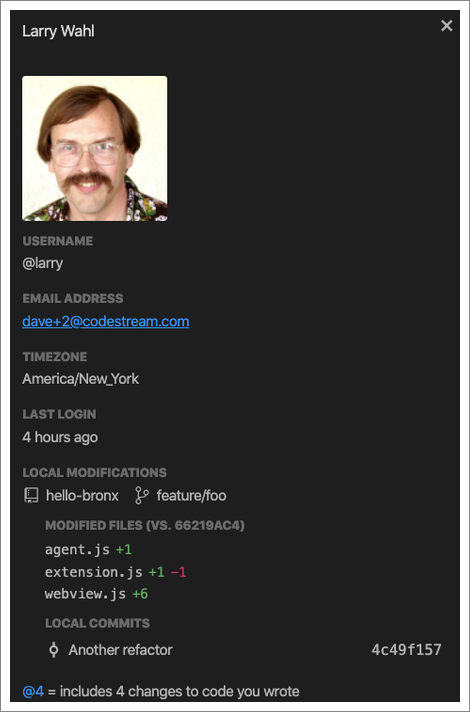 Larry Wahl
USERNAME
@larry
EMAIL ADDRESS
dave+2@codestream.com
TIMEZONE
America/New_York
LAST LOGIN
4 hours ago
LOCAL MODIFICATIONS
hello-bronx feature/foo
MODIFIED FILES (VS. 66219AC4)
agent.js +1
extension.js +1 −1
webview.js +6
LOCAL COMMITS
Another refactor 4c49f157
@4 = includes 4 changes to code you wrote